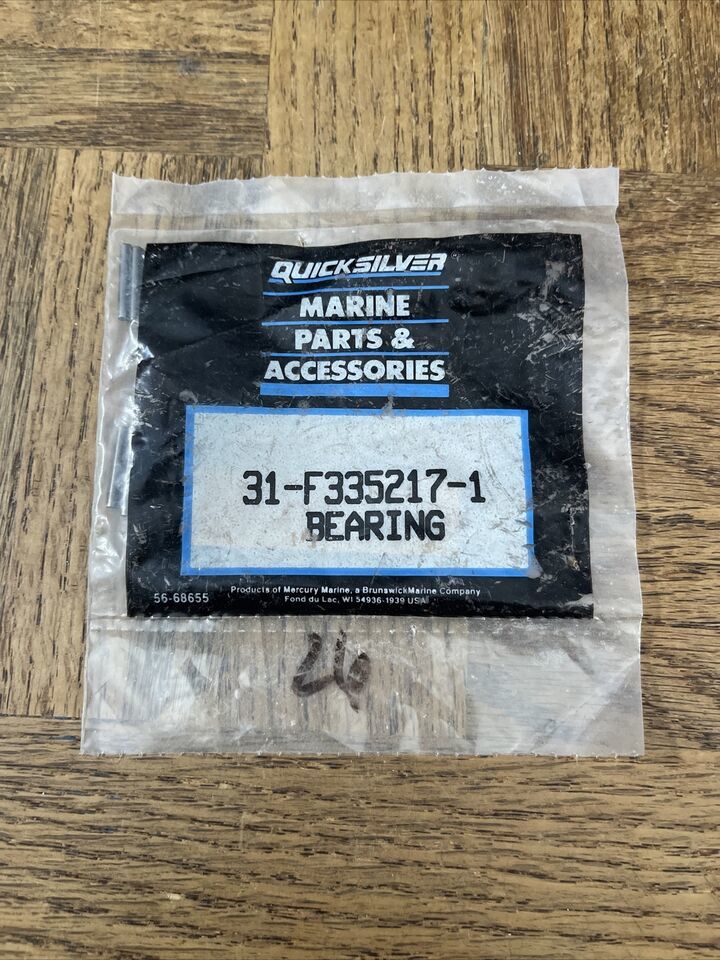 QUICKSILVER
MARINE
PARTS &
ACCESSORIES
31-F335217-1
BEARING
56-68655
Products of Mercury Marine, a BrunswickMarine Company
Fond du Lac, WI 54936-1939 USA
26